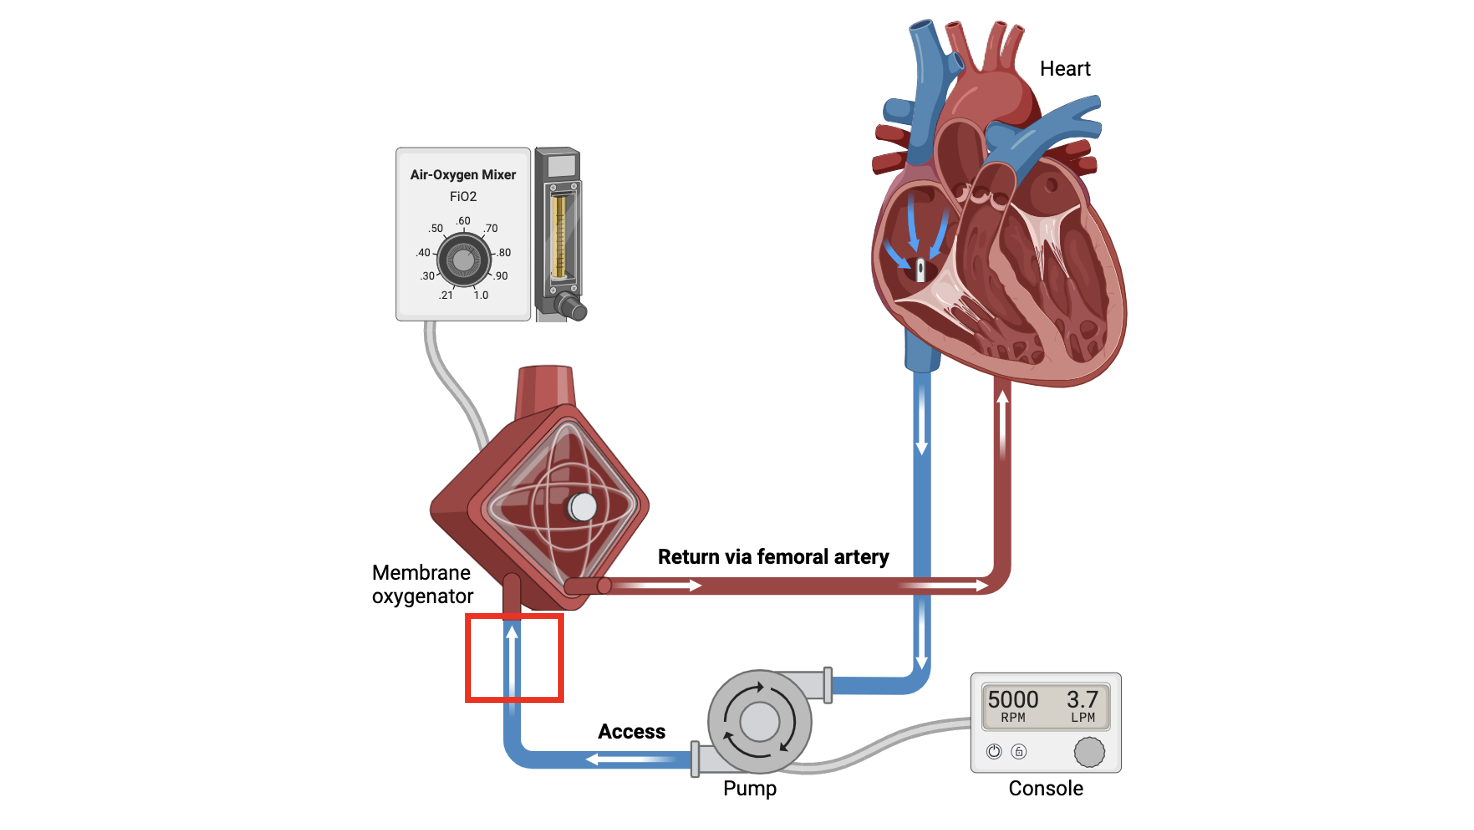 Heart
Air-Oxygen Mixer
FiO2
.60
.50 .70
.40 .80
.30 .90
.21 1.0
Return via femoral artery
Membrane
oxygenator
Access
5000 3.7
RPM LPM
Pump
Console